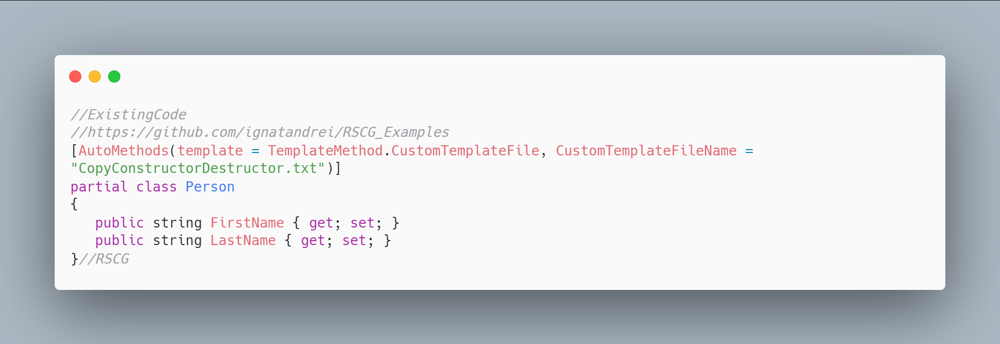 //ExistingCode
//https://github.com/ignatandrei/RSCG_Examples
[AutoMethods(template = TemplateMethod.CustomTemplateFile, CustomTemplateFileName =
"CopyConstructorDestructor.txt")]
partial class Person
{
   public string FirstName { get; set; }
   public string LastName { get; set; }
}//RSCG